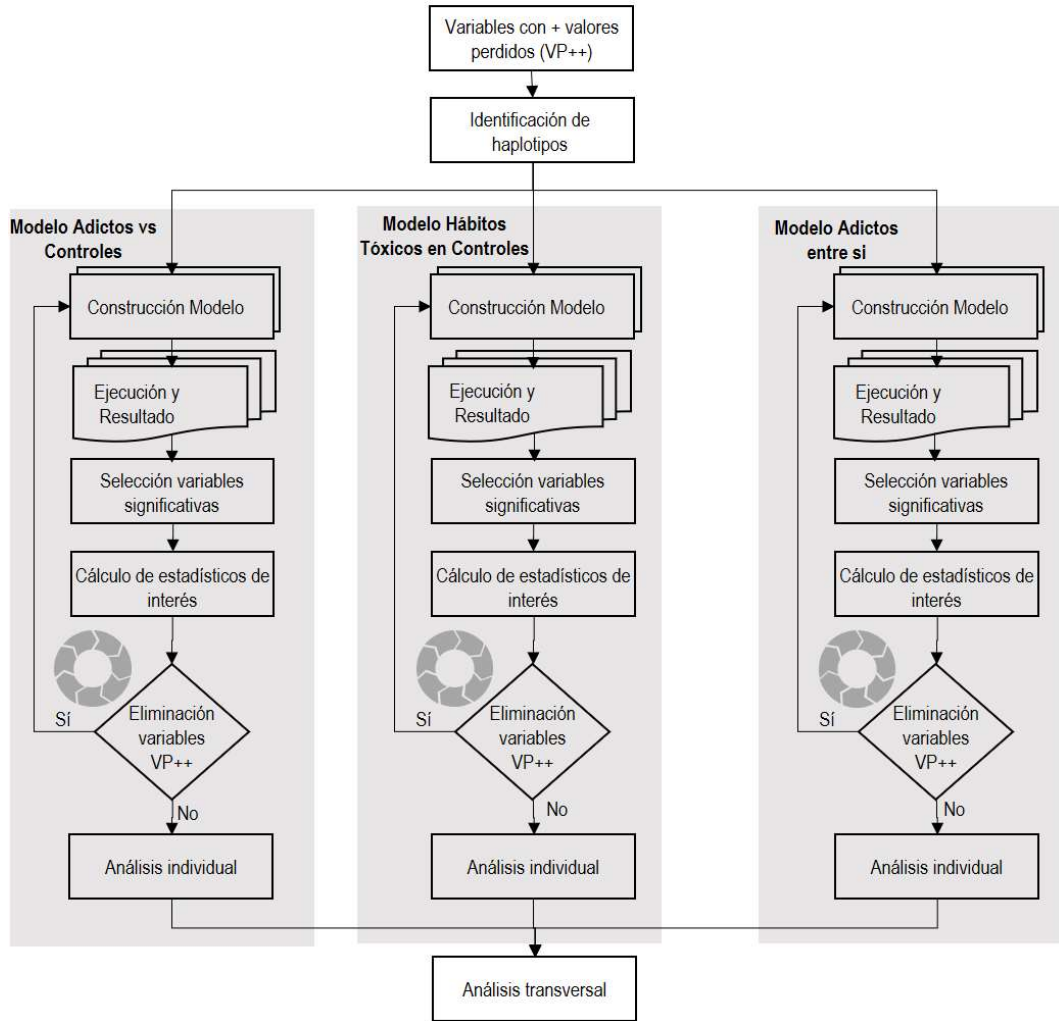 Variables con + valores
perdidos (VP++)
Identificación de
haplotipos
Modelo Adictos vs
Controles
Construcción Modelo
Ejecución y
Resultado
Selección variables
significativas
Cálculo de estadísticos de
interés
Sí
Eliminación
variables
VP++
No
Análisis individual
Modelo Hábitos
Tóxicos en Controles
Construcción Modelo
Ejecución y
Resultado
Selección variables
significativas
Cálculo de estadísticos de
interés
Sí
Eliminación
variables
VP++
No
Análisis individual
Modelo Adictos
entre si
Construcción Modelo
Ejecución y
Resultado
Selección variables
significativas
Cálculo de estadísticos de
interés
Sí
Eliminación
variables
VP++
No
Análisis individual
Análisis transversal